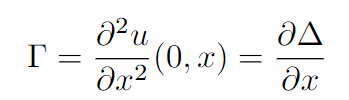 Γ = ∂²u/∂x² (0, x) = ∂Δ/∂x